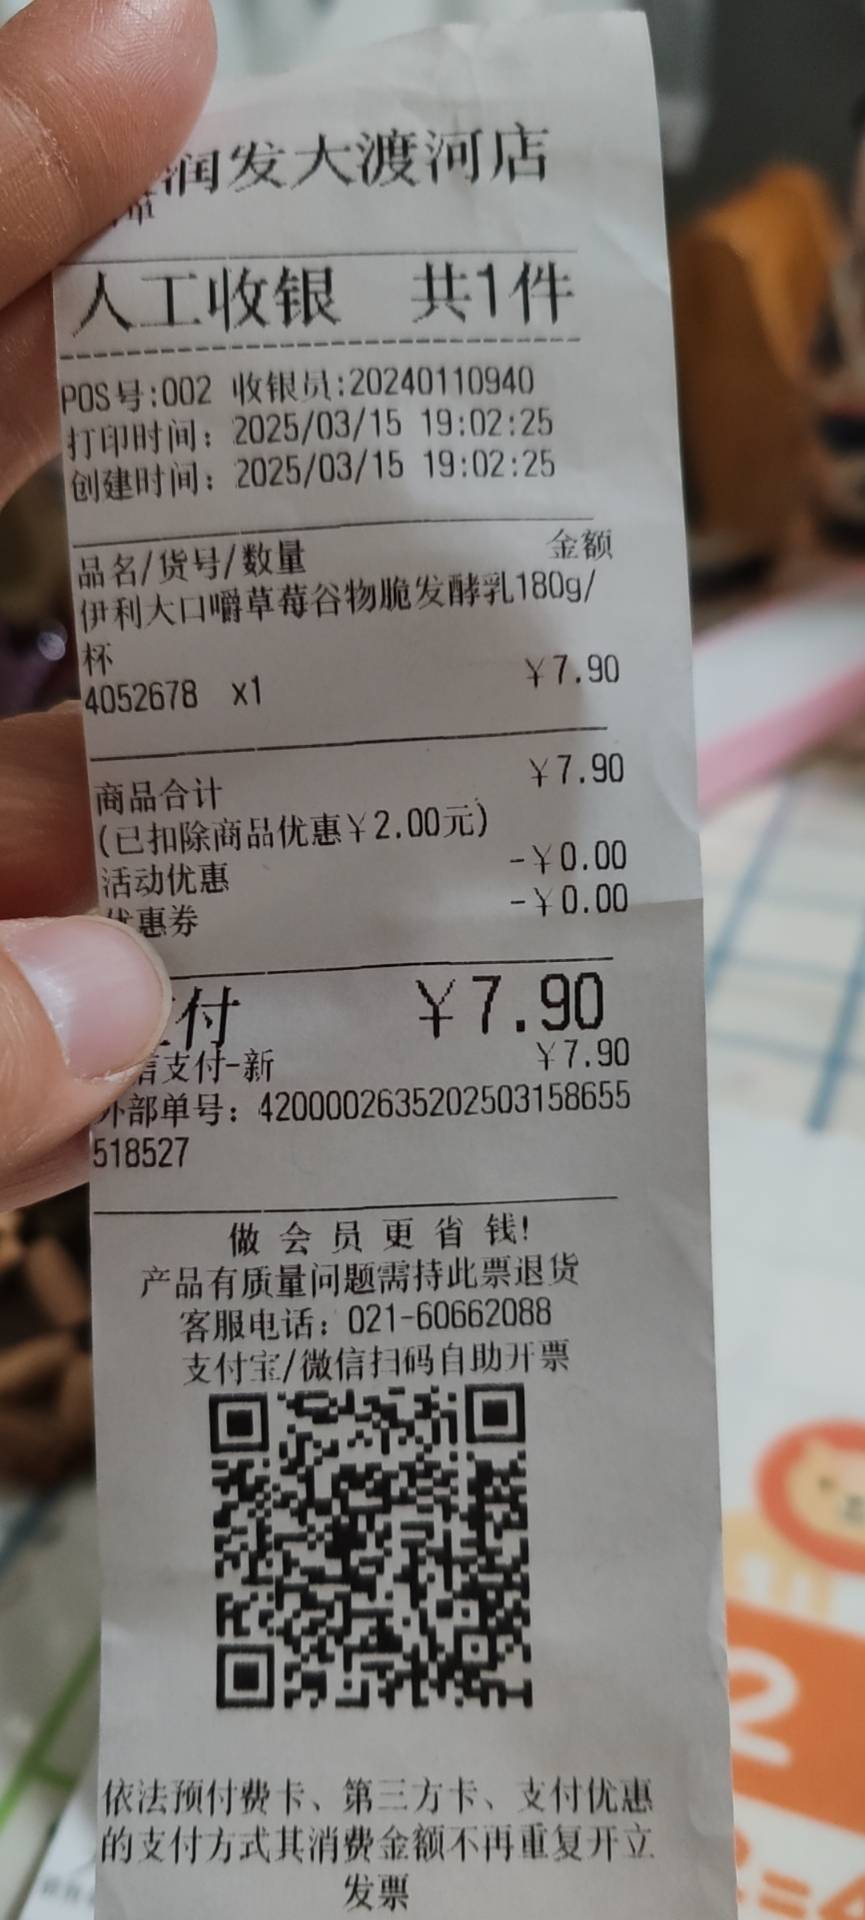 润发大渡河店
人工收银 共1件
POS号:002 收银员:20240110940
打印时间: 2025/03/15 19:02:25
创建时间: 2025/03/15 19:02:25
品名/货号/数量 金额
伊利大口嚼草莓谷物脆发酵乳180g/
杯
4052678 x1 ¥7.90
商品合计 ¥7.90
(已扣除商品优惠¥2.00元)
活动优惠 -¥0.00
优惠券 -¥0.00
付 ¥7.90
信支付-新 ¥7.90
外部单号: 4200002635202503158655
518527
做会员更省钱!
产品有质量问题需持此票退货
客服电话: 021-60662088
支付宝/微信扫码自助开票
依法预付费卡、第三方卡、支付优惠
的支付方式其消费金额不再重复开立
发票
2